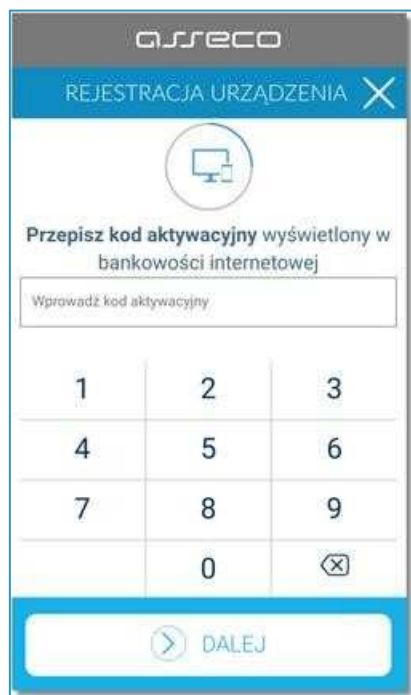 asseco
REJESTRACJA URZĄDZENIA
Przepisz kod aktywacyjny wyświetlony w
bankowości internetowej
Wprowadź kod aktywacyjny
1 2 3
4 5 6
7 8 9
0
DALEJ